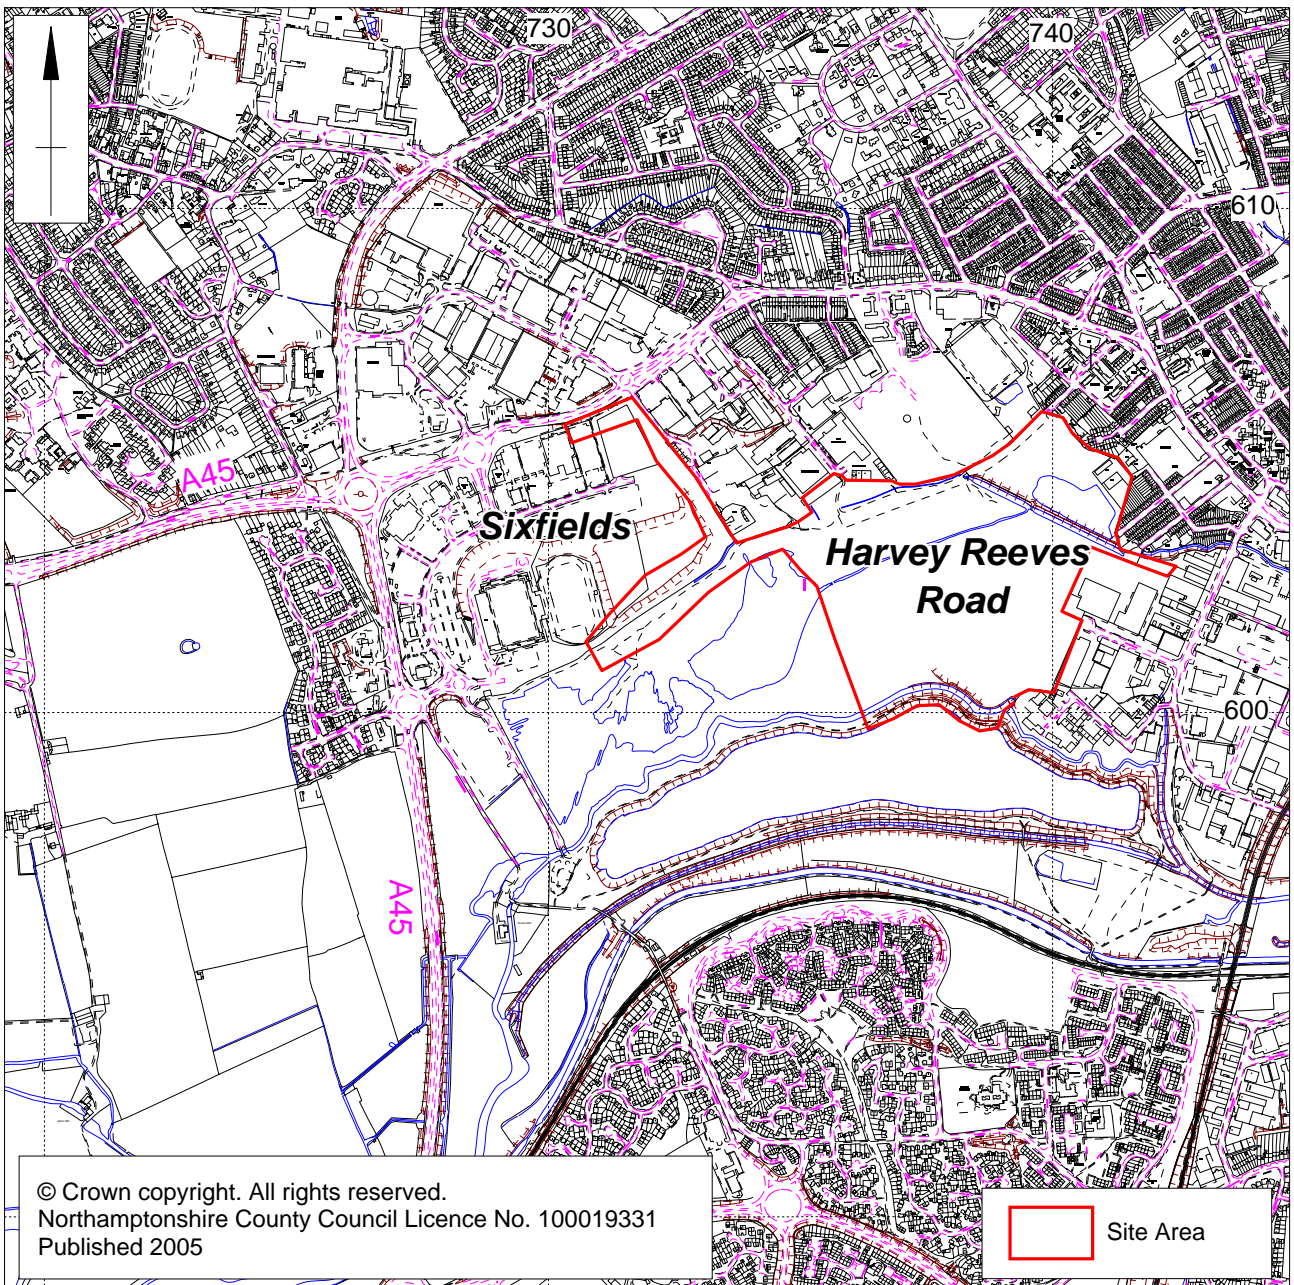 730
740
610
A45
Sixfields
Harvey Reeves
Road
600
A45
© Crown copyright. All rights reserved.
Northamptonshire County Council Licence No. 100019331
Published 2005
Site Area